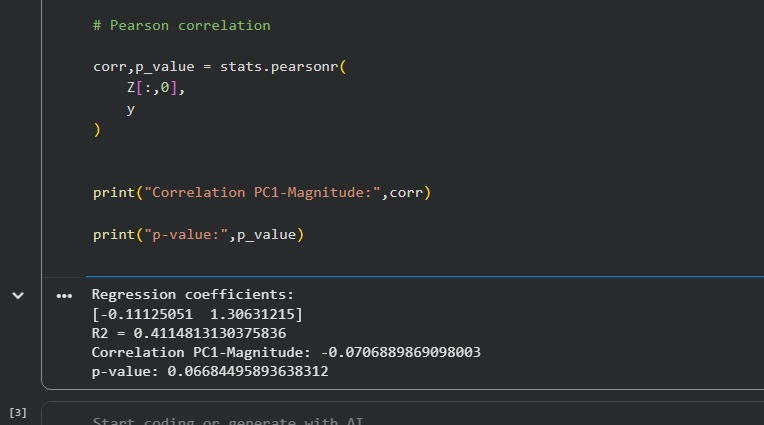 # Pearson correlation
corr,p_value = stats.pearsonr(
Z[:,0],
y
)
print("Correlation PC1-Magnitude:",corr)
print("p-value:",p_value)
Regression coefficients:
[-0.11125051  1.30631215]
R2 = 0.4114813130375836
Correlation PC1-Magnitude: -0.0706889869098003
p-value: 0.06684495893638312
[3]
Start coding or generate with AI